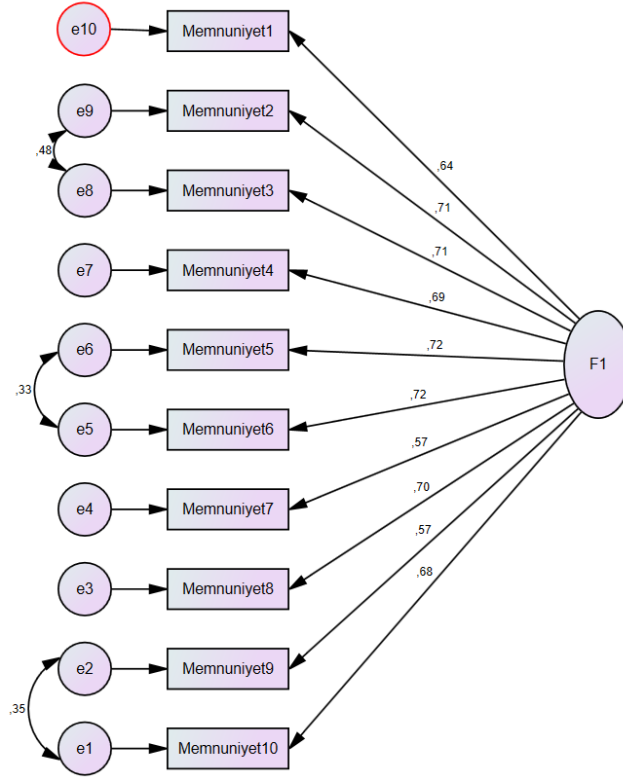 e10
Memnuniyet1
e9
Memnuniyet2
,48
,64
e8
Memnuniyet3
,71
,71
e7
Memnuniyet4
,69
e6
Memnuniyet5
,72
F1
,33
,72
e5
Memnuniyet6
,57
e4
Memnuniyet7
,70
,57
e3
Memnuniyet8
,68
e2
Memnuniyet9
,35
e1
Memnuniyet10